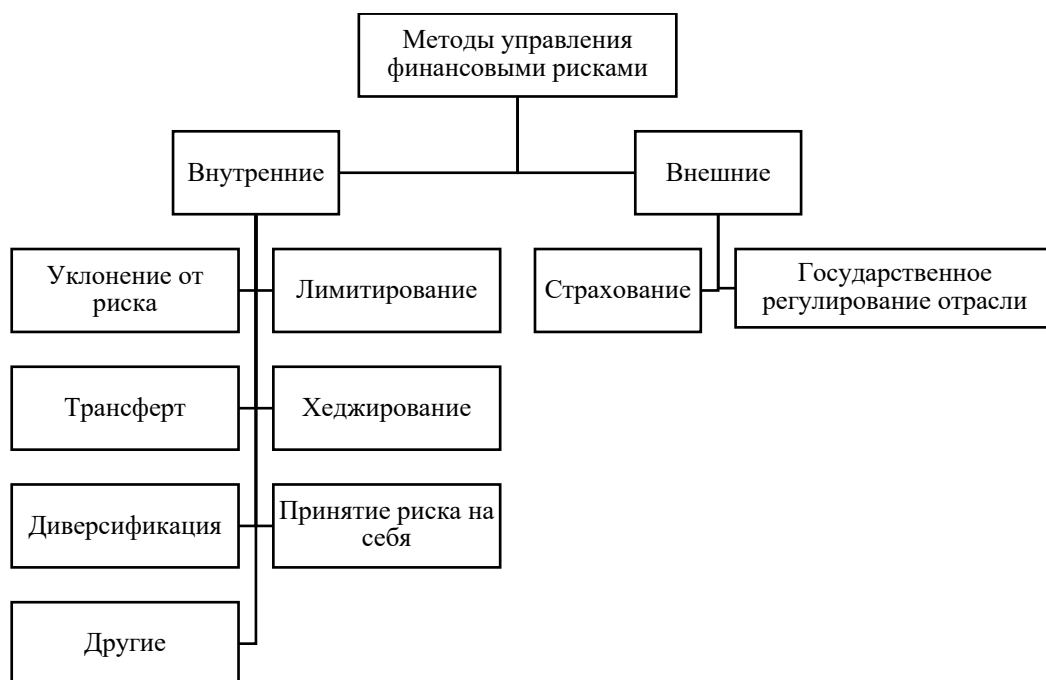 Методы управления
финансовыми рисками
Внутренние
Внешние
Уклонение от
риска
Лимитирование
Страхование
Государственное
регулирование отрасли
Трансферт
Хеджирование
Диверсификация
Принятие риска на
себя
Другие